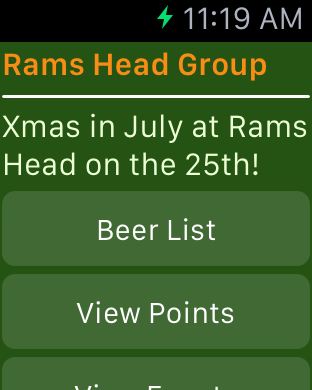 11:19 AM
Rams Head Group
Xmas in July at Rams
Head on the 25th!
Beer List
View Points
View